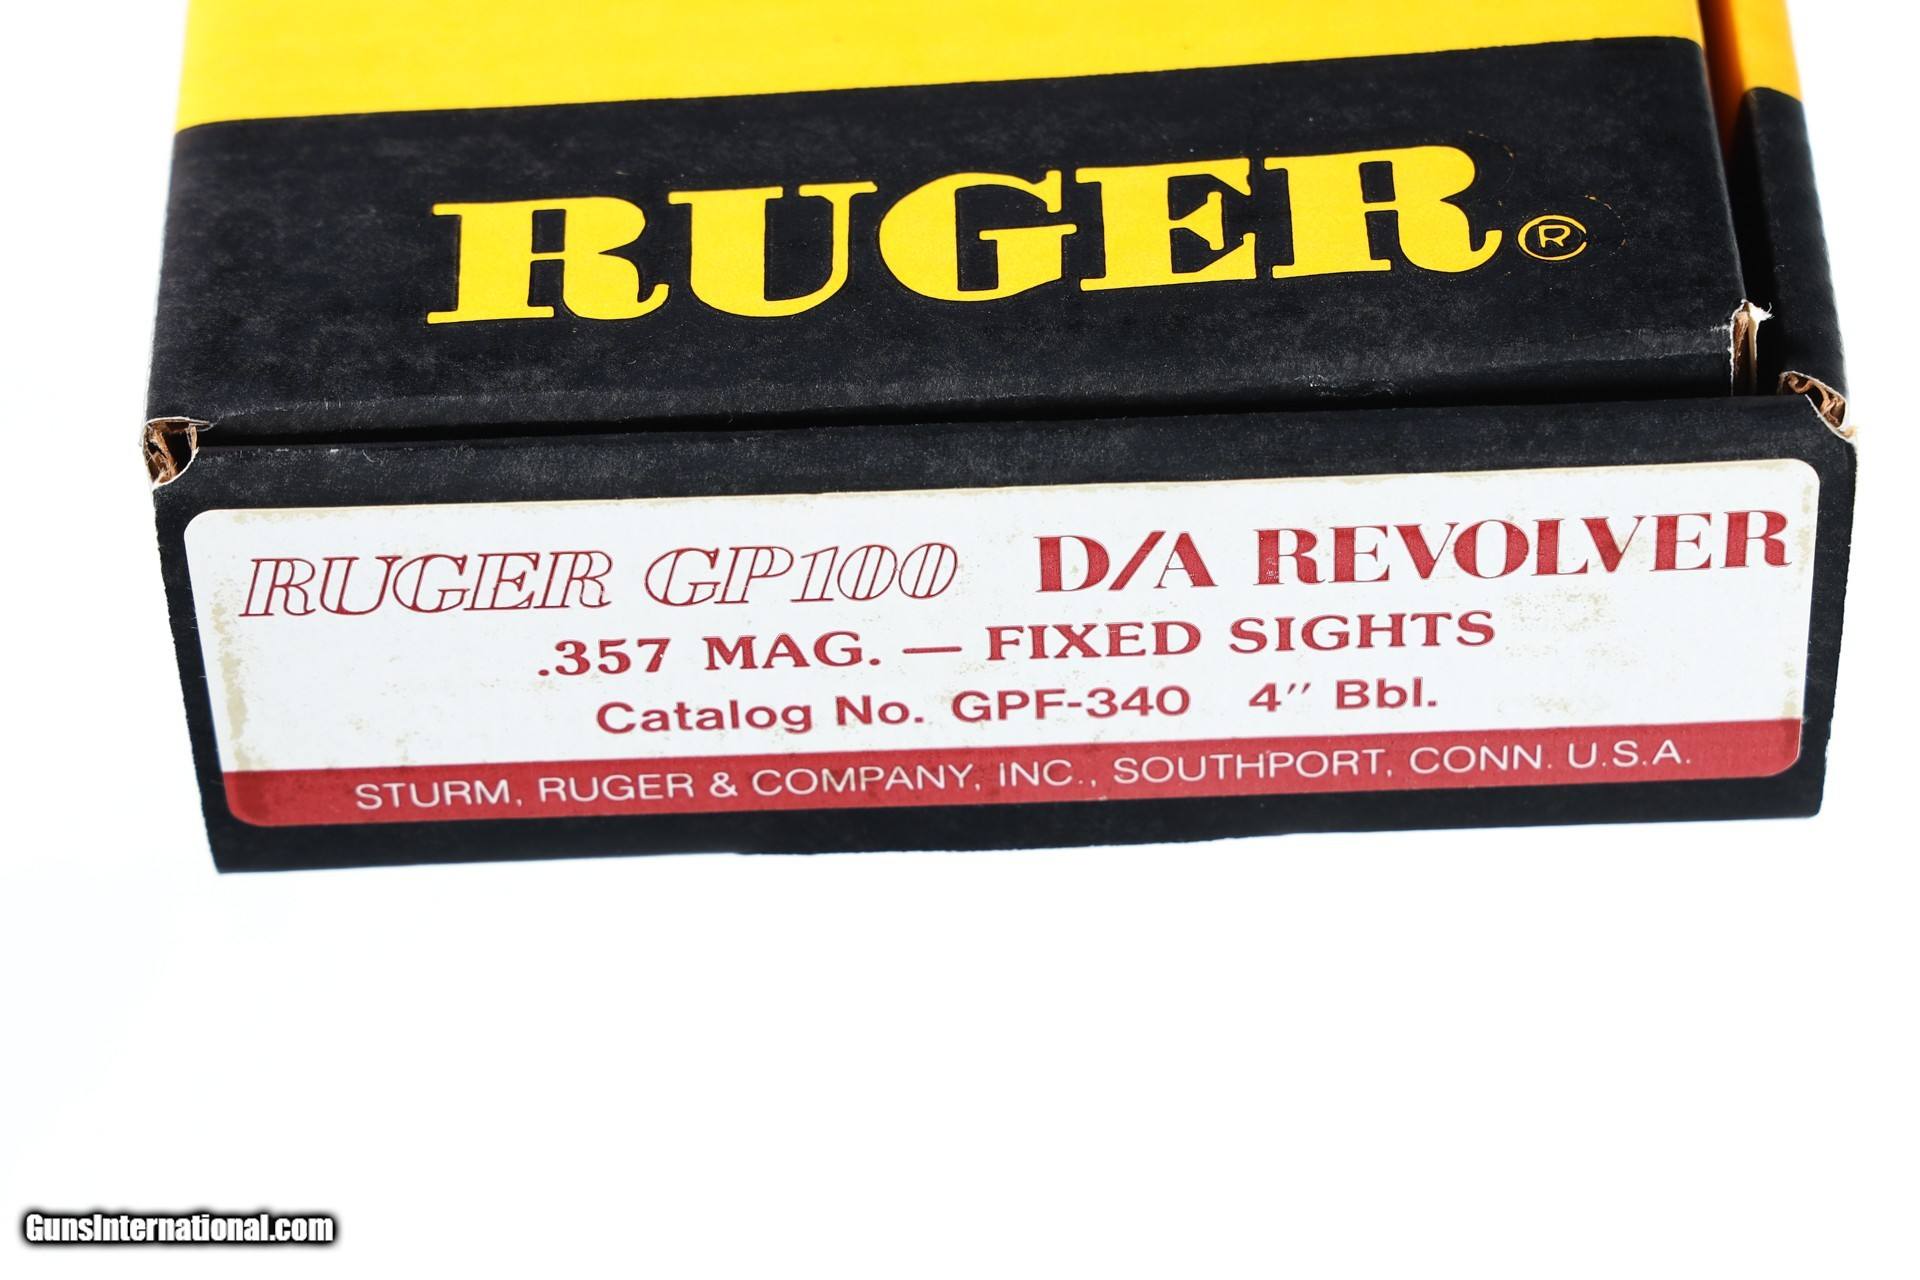 RUGER®
RUGER GP100 D/A REVOLVER
.357 MAG. — FIXED SIGHTS
Catalog No. GPF-340 4" Bbl.
STURM, RUGER & COMPANY, INC., SOUTHPORT, CONN. U.S.A.
GunsInternational.com